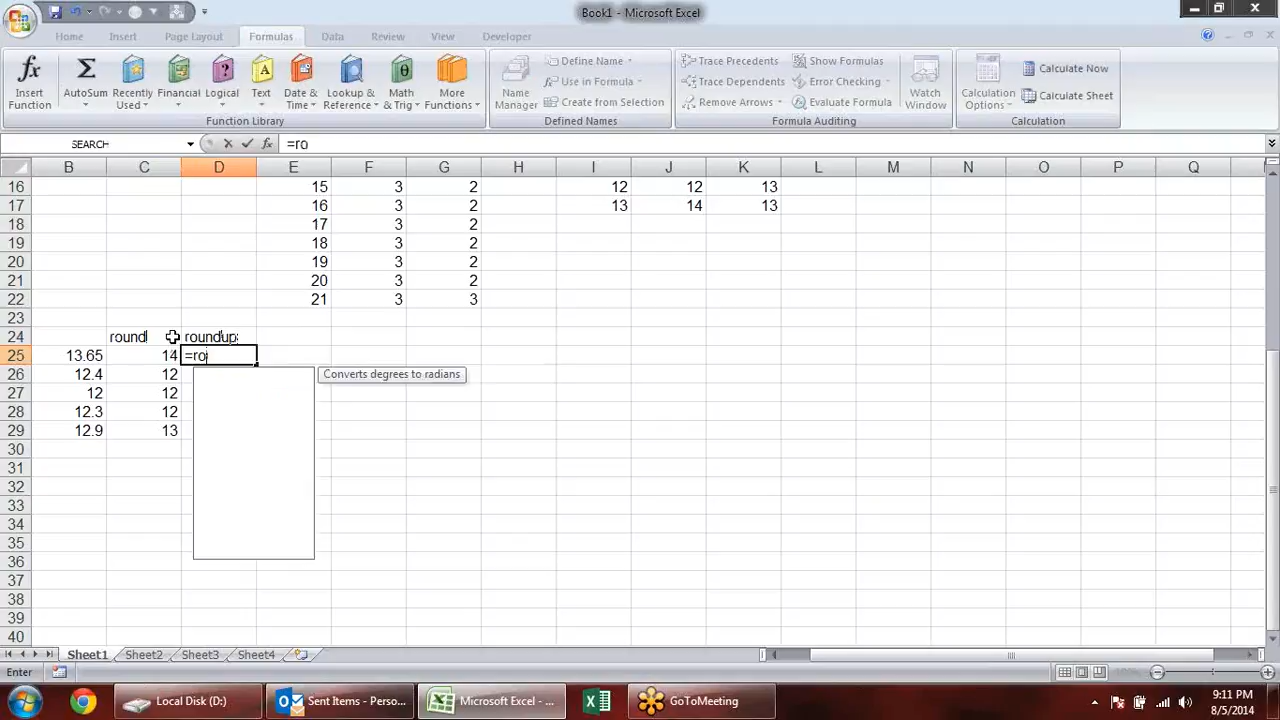 Book1 - Microsoft Excel
Home Insert Page Layout Formulas Data Review View Developer
Insert Function
AutoSum
Recently Used
Financial
Logical
Text
Date & Time
Lookup & Reference
Math & Trig
More Functions
Function Library
Name Manager
Define Name
Use in Formula
Create from Selection
Defined Names
Trace Precedents
Trace Dependents
Remove Arrows
Show Formulas
Error Checking
Evaluate Formula
Formula Auditing
Watch Window
Calculation Options
Calculate Now
Calculate Sheet
Calculation
SEARCH =ro
B C D E F G H I J K L M N O P Q
16 15 3 2 12 12 13
17 16 3 2 13 14 13
18 17 3 2
19 18 3 2
20 19 3 2
21 20 3 2
22 21 3 3
23
24 round roundup
25 13.65 14 =ro
26 12.4 12 Converts degrees to radians
27 12 12
28 12.3 12
29 12.9 13
30
31
32
33
34
35
36
37
38
39
40
Sheet1 Sheet2 Sheet3 Sheet4
Enter
Local Disk (D:) Sent Items - Perso... Microsoft Excel - ... GoToMeeting
9:11 PM
8/5/2014